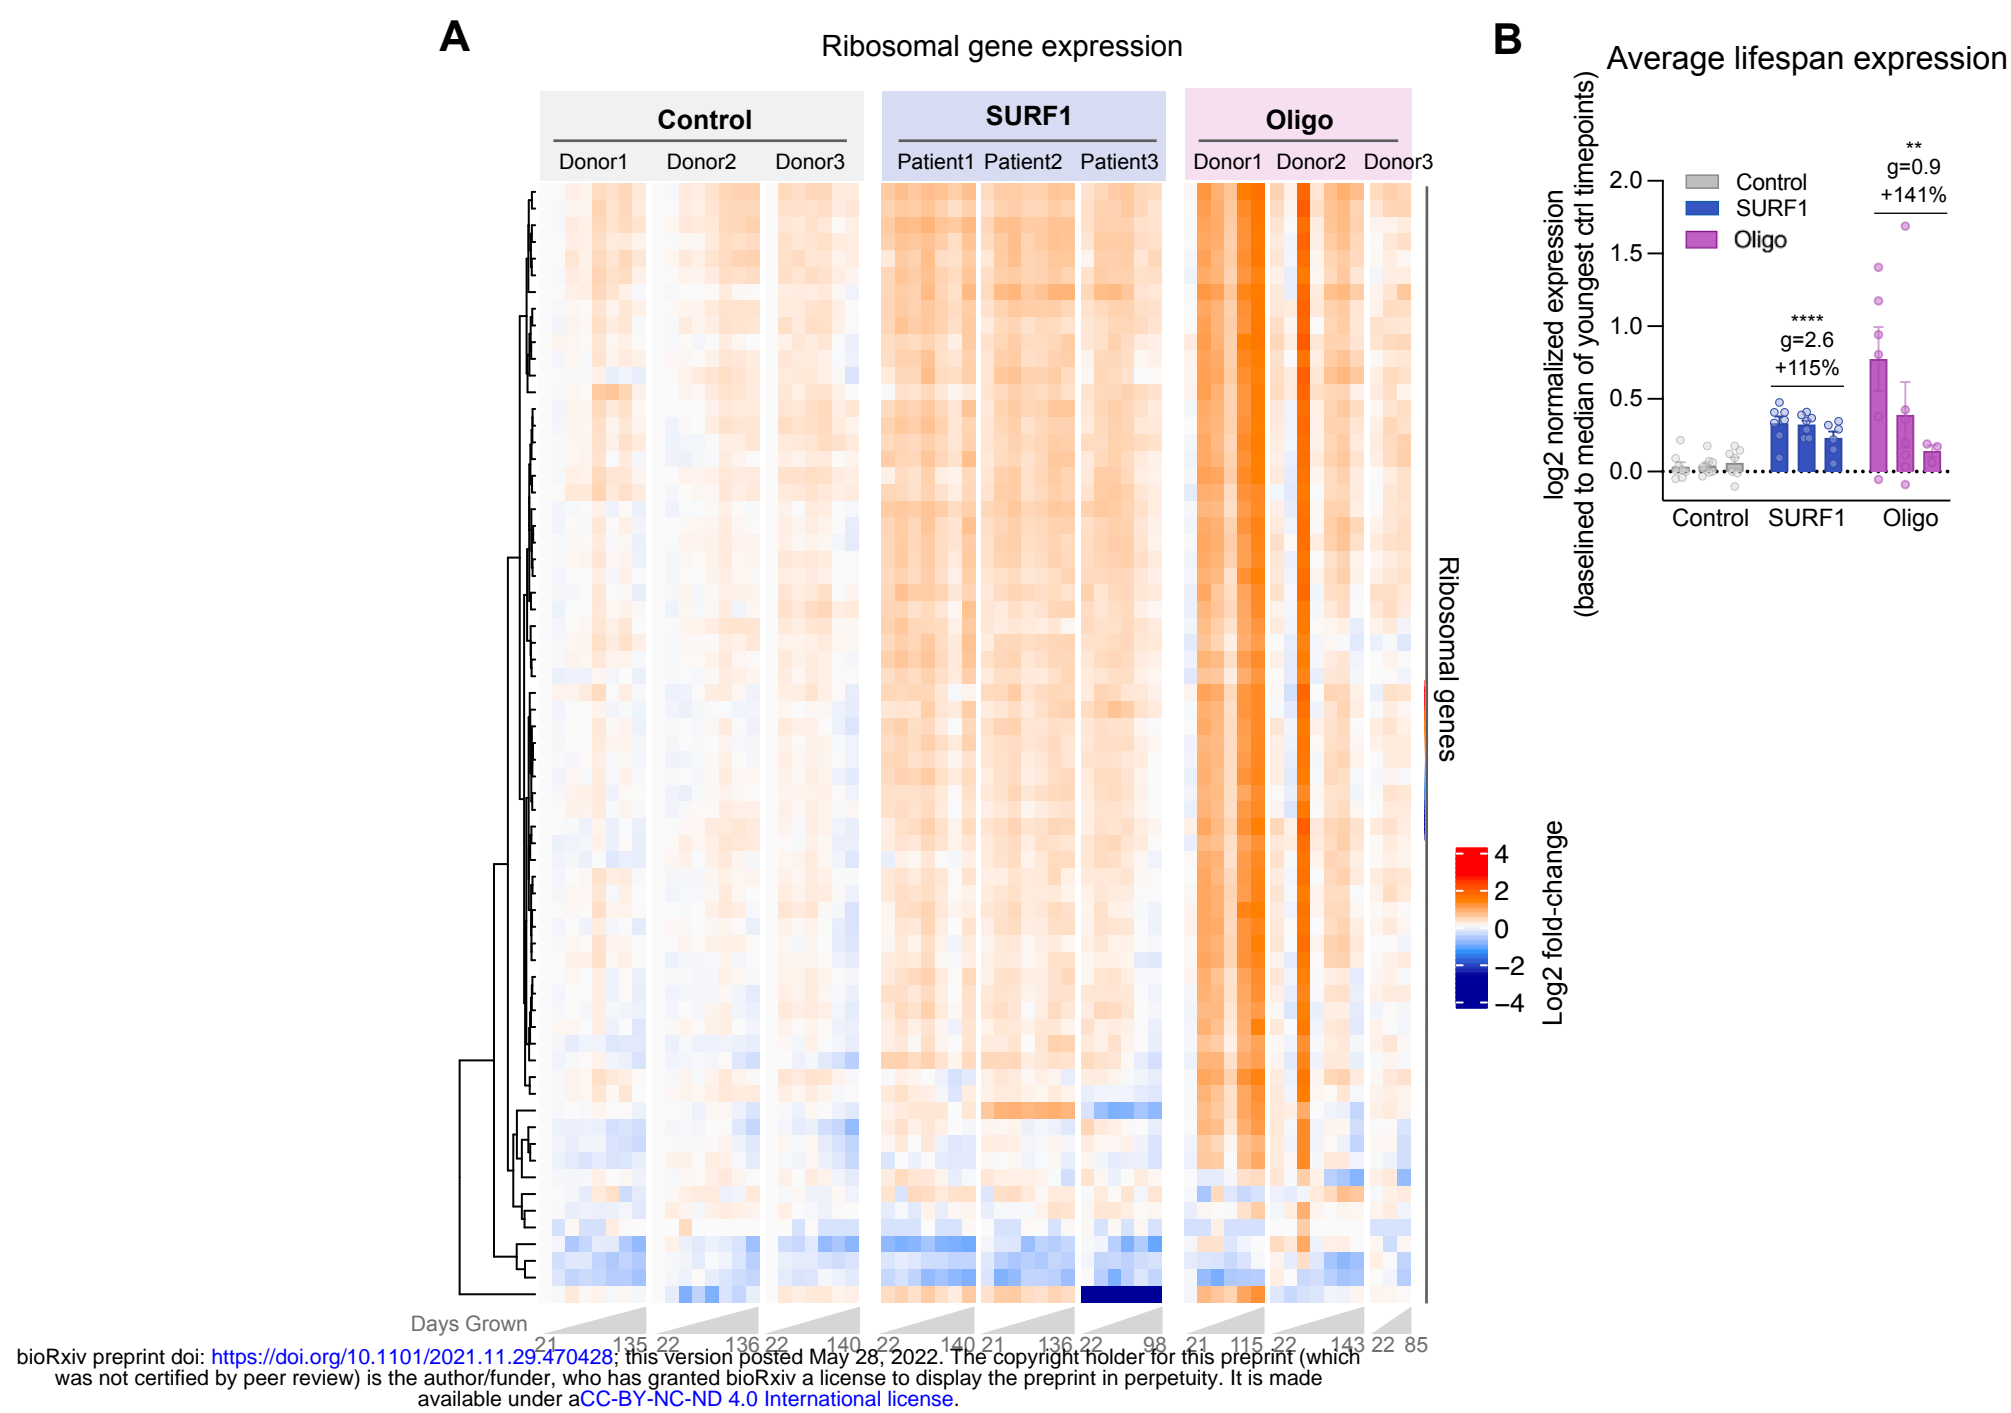 A
Ribosomal gene expression
Control
SURF1
Oligo
Donor1 Donor2 Donor3
Patient1 Patient2 Patient3
Donor1 Donor2 Donor3
Ribosomal genes
4
2
0
−2
−4
Log2 fold-change
Days Grown
21 135 22 136 22 140 22 140 21 136 22 98 21 115 22 143 22 85
B
Average lifespan expression
log2 normalized expression
(baselined to median of youngest ctrl timepoints)
2.0
1.5
1.0
0.5
0.0
Control
SURF1
Oligo
****
g=2.6
+115%
**
g=0.9
+141%
Control SURF1 Oligo
bioRxiv preprint doi: https://doi.org/10.1101/2021.11.29.470428; this version posted May 28, 2022. The copyright holder for this preprint (which
was not certified by peer review) is the author/funder, who has granted bioRxiv a license to display the preprint in perpetuity. It is made
available under aCC-BY-NC-ND 4.0 International license.